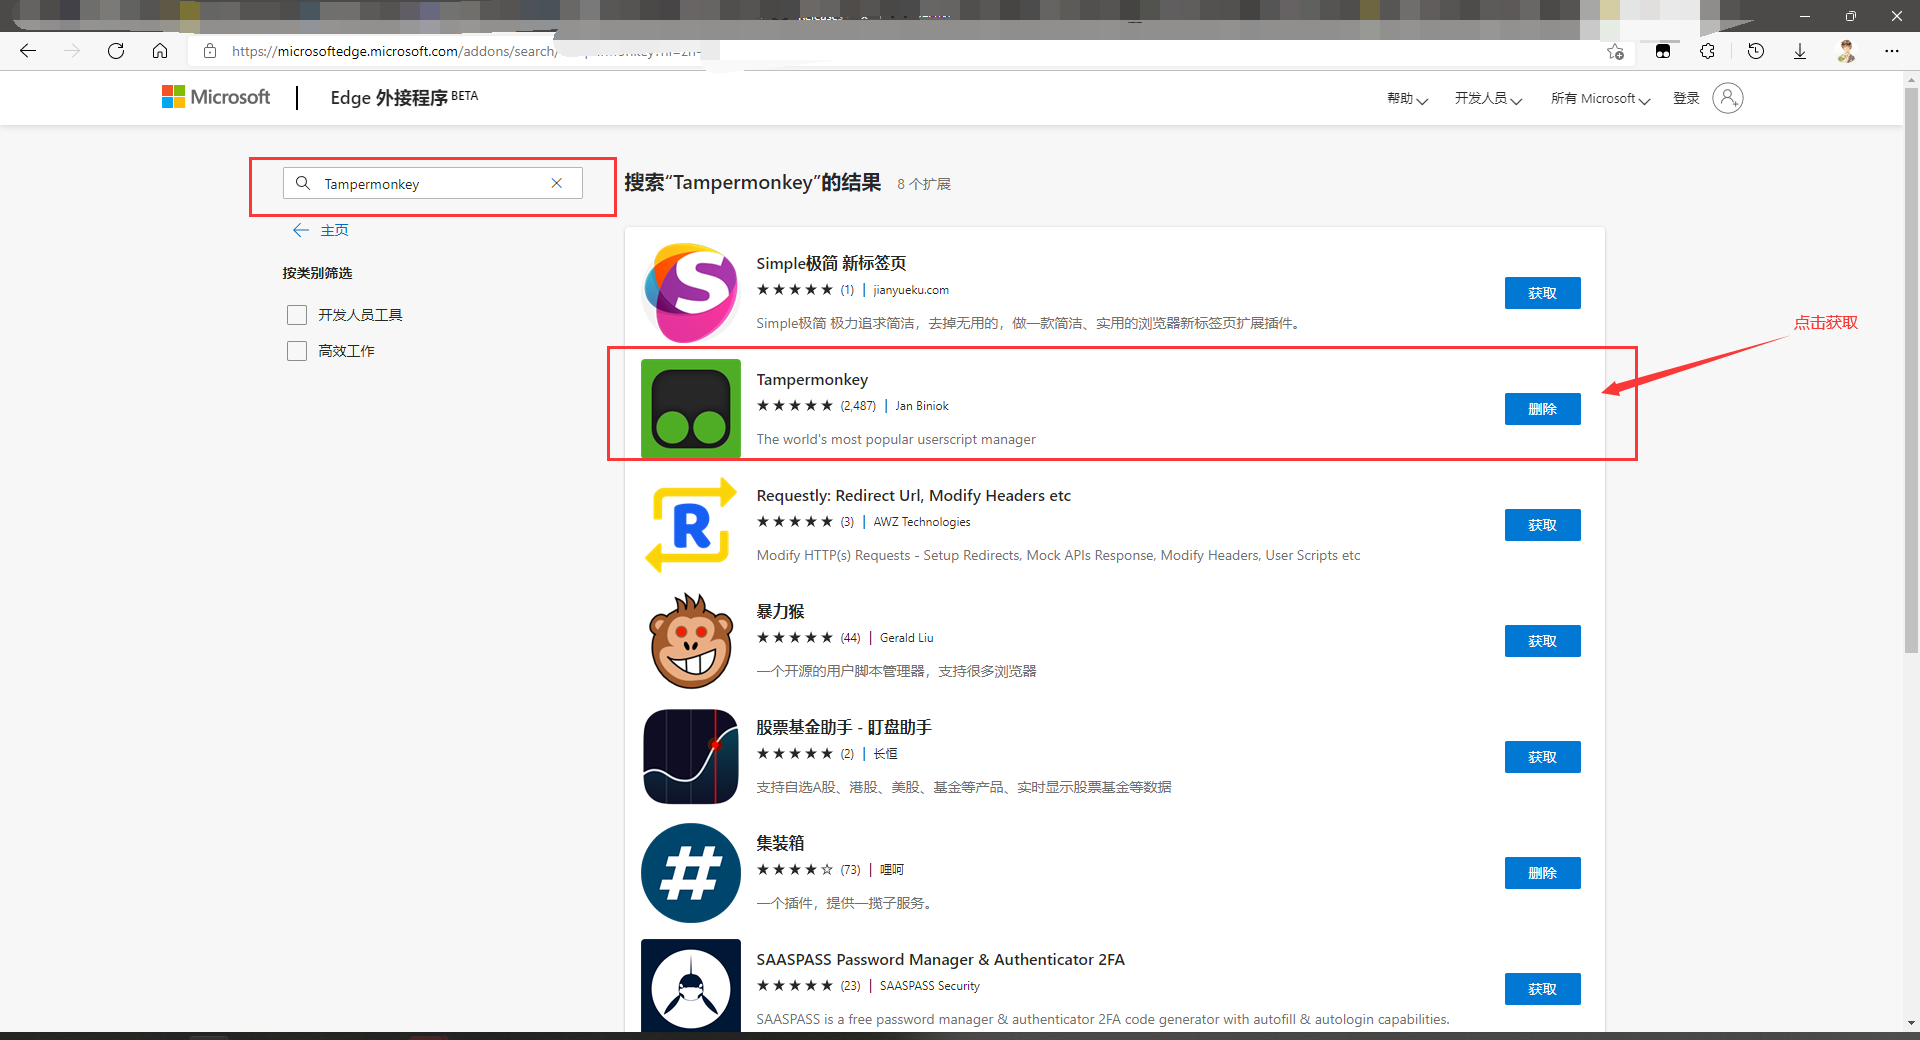 https://microsoftedge.microsoft.com/addons/search/
Microsoft
Edge 外接程序 BETA
帮助
开发人员
所有 Microsoft
登录
Tampermonkey
主页
按类别筛选
开发人员工具
高效工作
搜索“Tampermonkey”的结果
8 个扩展
Simple极简 新标签页
(1) | jianyueku.com
Simple极简 极力追求简洁，去掉无用的，做一款简洁、实用的浏览器新标签页扩展插件。
获取
点击获取
Tampermonkey
(2,487) | Jan Biniok
The world's most popular userscript manager
删除
Requestly: Redirect Url, Modify Headers etc
(3) | AWZ Technologies
Modify HTTP(s) Requests - Setup Redirects, Mock APIs Response, Modify Headers, User Scripts etc
获取
暴力猴
(44) | Gerald Liu
一个开源的用户脚本管理器，支持很多浏览器
获取
股票基金助手 - 盯盘助手
(2) | 长恒
支持自选A股、港股、美股、基金等产品、实时显示股票基金等数据
获取
集装箱
(73) | 哩呵
一个插件，提供一揽子服务。
删除
SAASPASS Password Manager & Authenticator 2FA
(23) | SAASPASS Security
SAASPASS is a free password manager & authenticator 2FA code generator with autofill & autologin capabilities.
获取